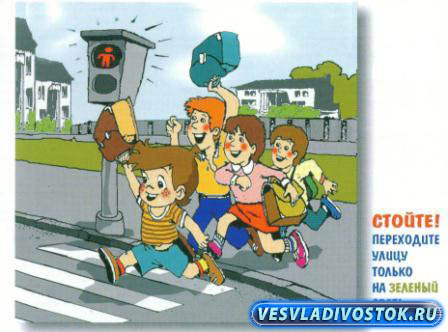 СТОЙТЕ!
ПЕРЕХОДИТЕ
УЛИЦУ
ТОЛЬКО
НА ЗЕЛЕНЫЙ
VESVLADIVOSTOK.RU